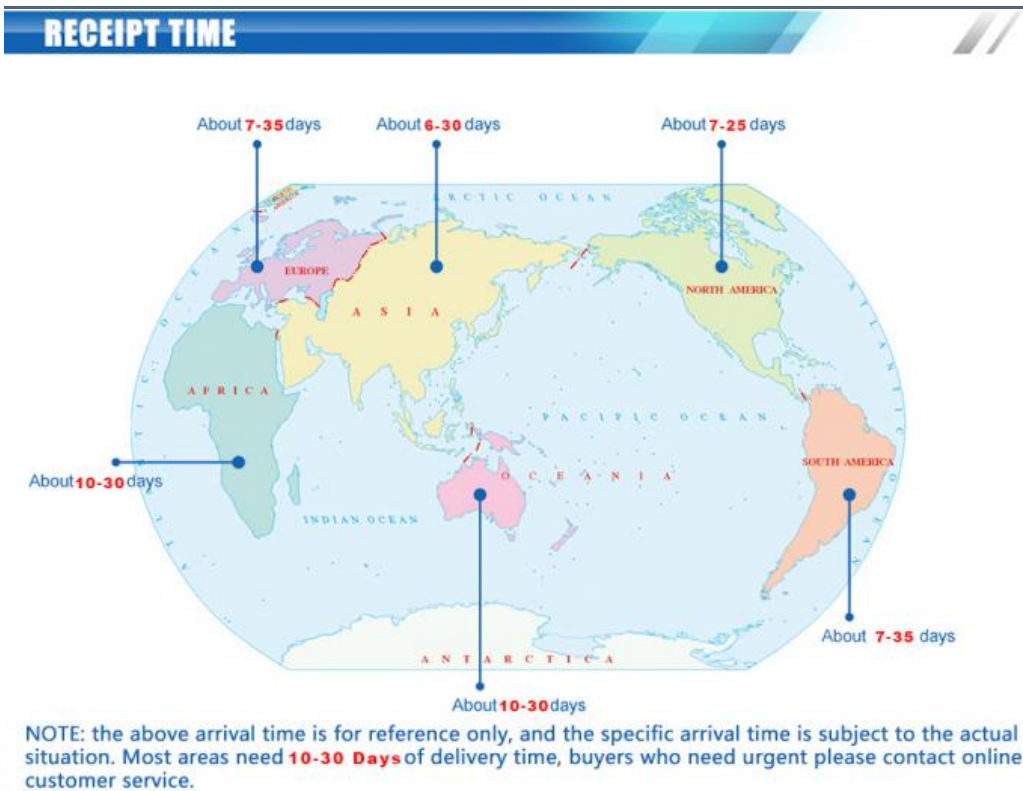 RECEIPT TIME
About 7-35 days
About 6-30 days
About 7-25 days
ARCTIC OCEAN
EUROPE
ASIA
NORTH AMERICA
AFRICA
PACIFIC OCEAN
SOUTH AMERICA
About 10-30 days
OCEANIA
INDIAN OCEAN
ATLANTIC OCEAN
About 7-35 days
ANTARCTICA
About 10-30 days
NOTE: the above arrival time is for reference only, and the specific arrival time is subject to the actual
situation. Most areas need 10-30 Days of delivery time, buyers who need urgent please contact online
customer service.